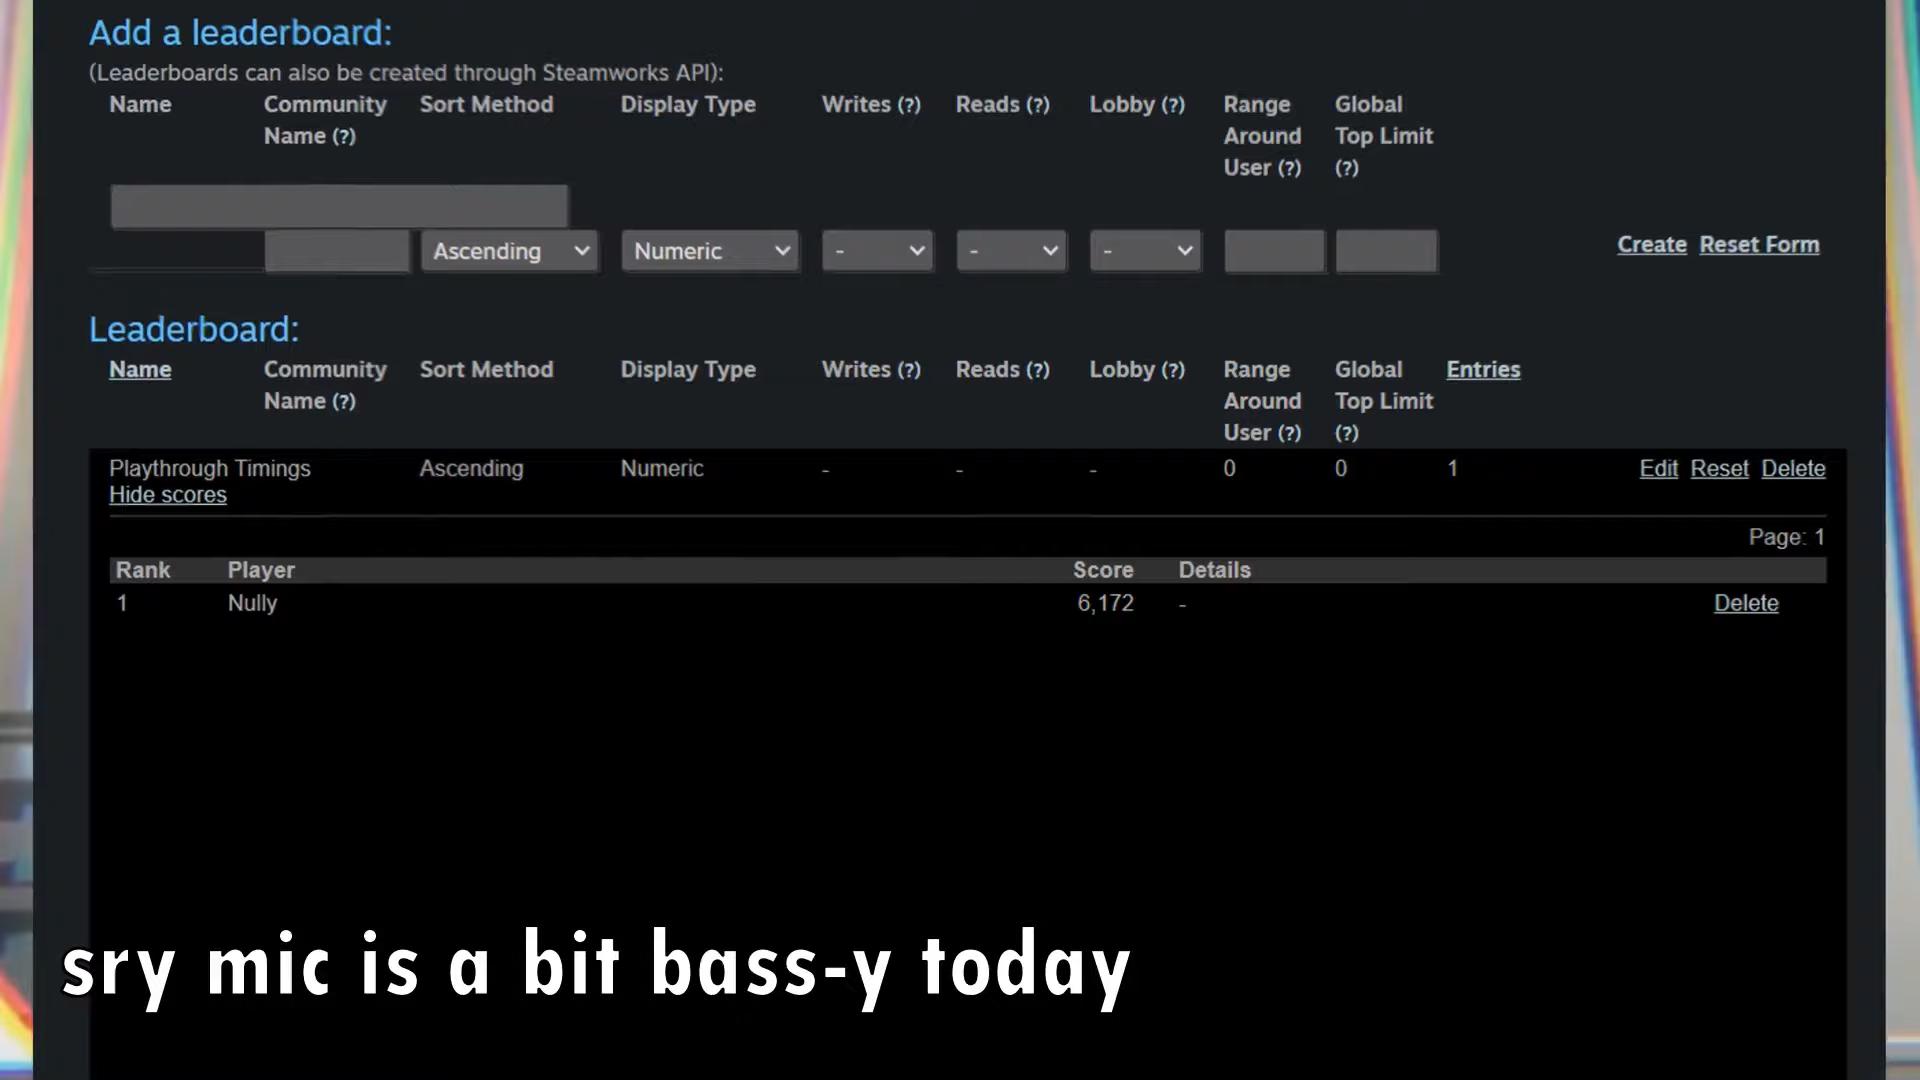 Add a leaderboard:
(Leaderboards can also be created through Steamworks API):
Name Community Name (?) Sort Method Display Type Writes (?) Reads (?) Lobby (?) Range Around User (?) Global Top Limit (?)
Ascending Numeric - - - Create Reset Form
Leaderboard:
Name Community Name (?) Sort Method Display Type Writes (?) Reads (?) Lobby (?) Range Around User (?) Global Top Limit (?) Entries
Playthrough Timings Ascending Numeric - - - 0 0 1 Edit Reset Delete
Hide scores
Page: 1
Rank Player Score Details
1 Nully 6,172 - Delete
sry mic is a bit bass-y today